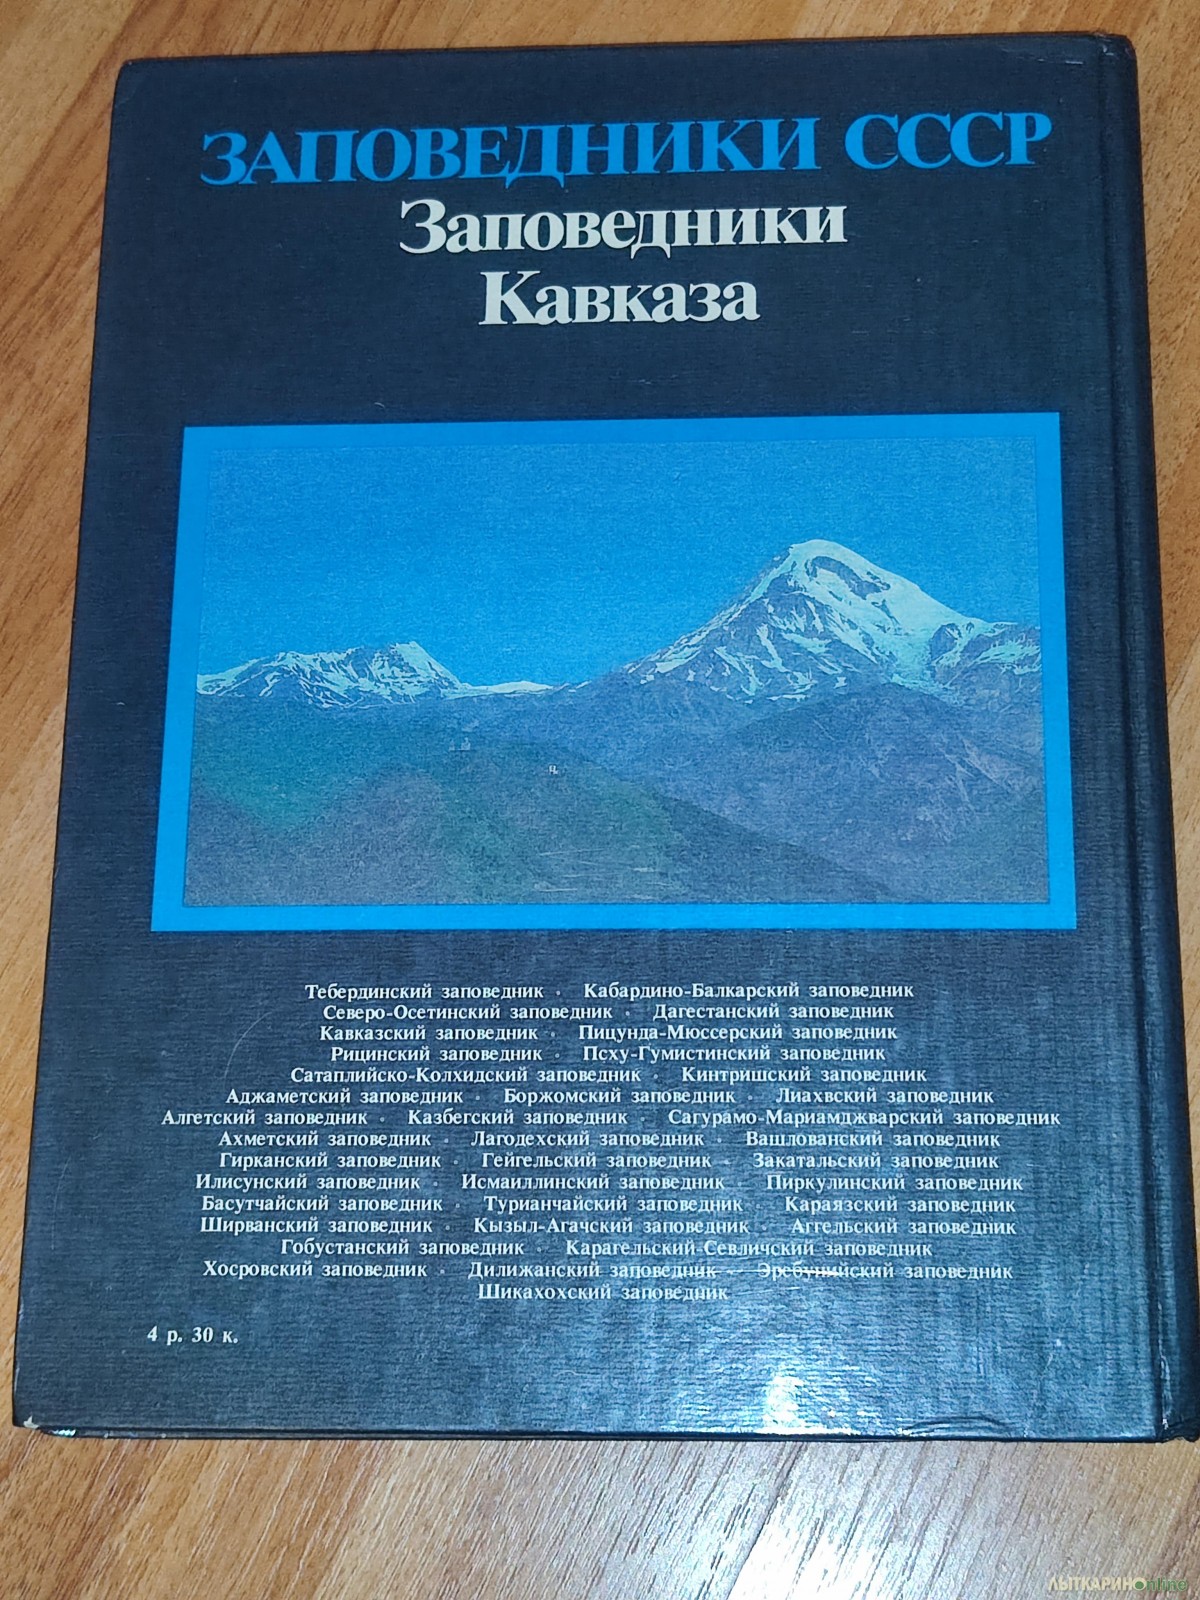 ЗАПОВЕДНИКИ СССР
Заповедники
Кавказа
Тебердинский заповедник · Кабардино-Балкарский заповедник
Северо-Осетинский заповедник · Дагестанский заповедник
Кавказский заповедник · Пицунда-Мюссерский заповедник
Рицинский заповедник · Псху-Гумистинский заповедник
Сатаплийско-Колхидский заповедник · Кинтришский заповедник
Аджаметский заповедник · Боржомский заповедник · Лиахвский заповедник
Алгетский заповедник · Казбегский заповедник · Сагурамо-Мариамджварский заповедник
Ахметский заповедник · Лагодехский заповедник · Вашлованский заповедник
Гирканский заповедник · Гейгельский заповедник · Закатальский заповедник
Илисунский заповедник · Исмаиллинский заповедник · Пиркулинский заповедник
Басутчайский заповедник · Турианчайский заповедник · Караязский заповедник
Ширванский заповедник · Кызыл-Агачский заповедник · Аггельский заповедник
Гобустанский заповедник · Карагельский-Севличский заповедник
Хосровский заповедник · Дилижанский заповедник · Эребунийский заповедник
Шикахохский заповедник
4 р. 30 к.
ЛЫТКАРИНОonline